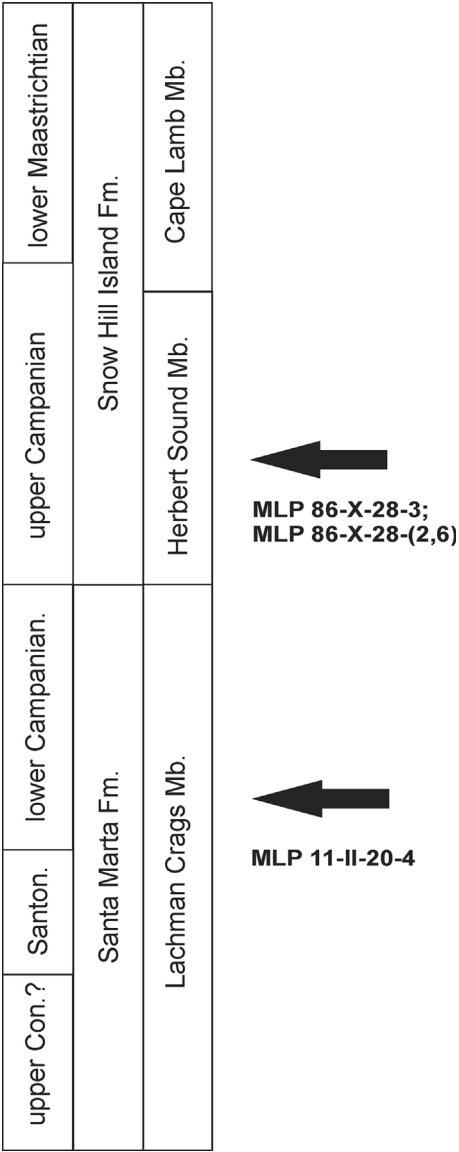 lower Maastrichtian
upper Campanian
lower Campanian.
Santon.
upper Con.?
Snow Hill Island Fm.
Santa Marta Fm.
Cape Lamb Mb.
Herbert Sound Mb.
Lachman Crags Mb.
MLP 86-X-28-3;
MLP 86-X-28-(2,6)
MLP 11-II-20-4